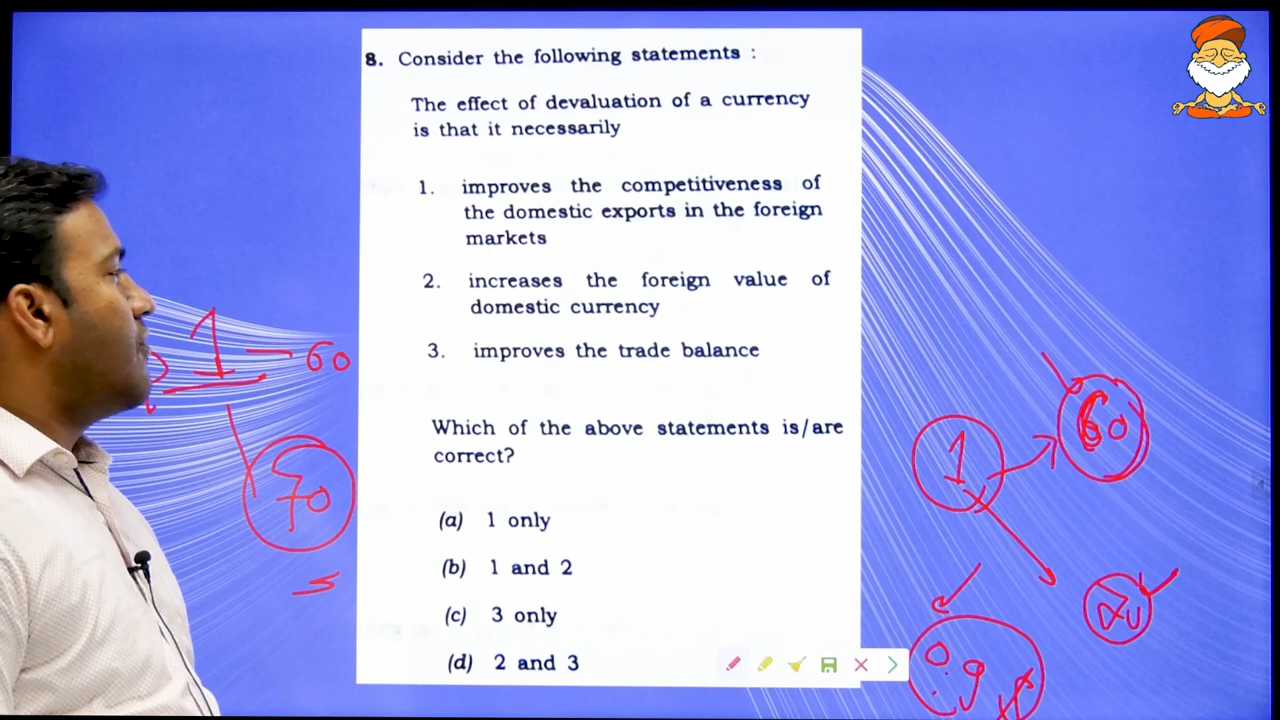 8. Consider the following statements :
The effect of devaluation of a currency
is that it necessarily
1. improves the competitiveness of
the domestic exports in the foreign
markets
2. increases the foreign value of
domestic currency
3. improves the trade balance
Which of the above statements is/are
correct?
(a) 1 only
(b) 1 and 2
(c) 3 only
(d) 2 and 3
1 - 60
70
1
60